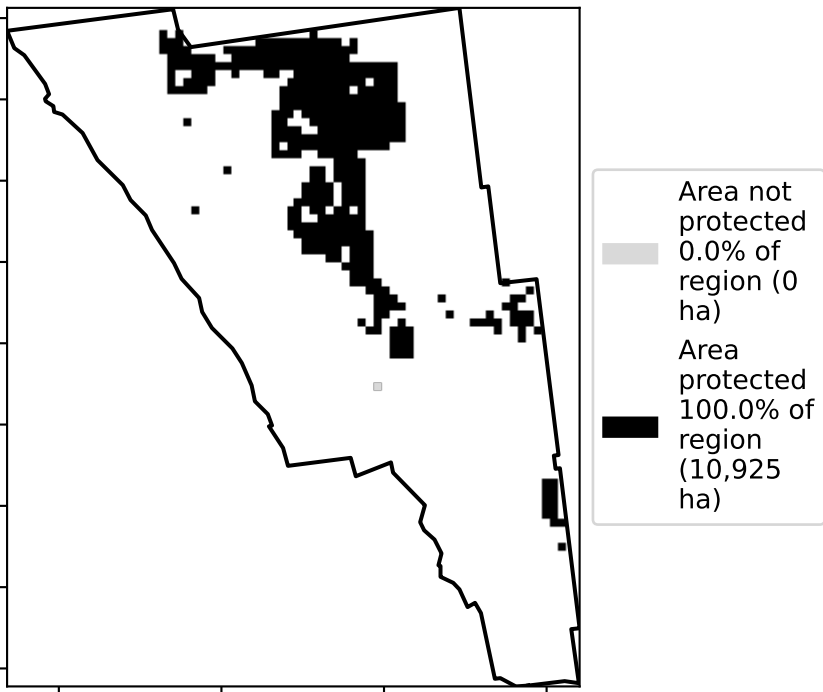 Area not
protected
0.0% of
region (0
ha)
Area
protected
100.0% of
region
(10,925
ha)